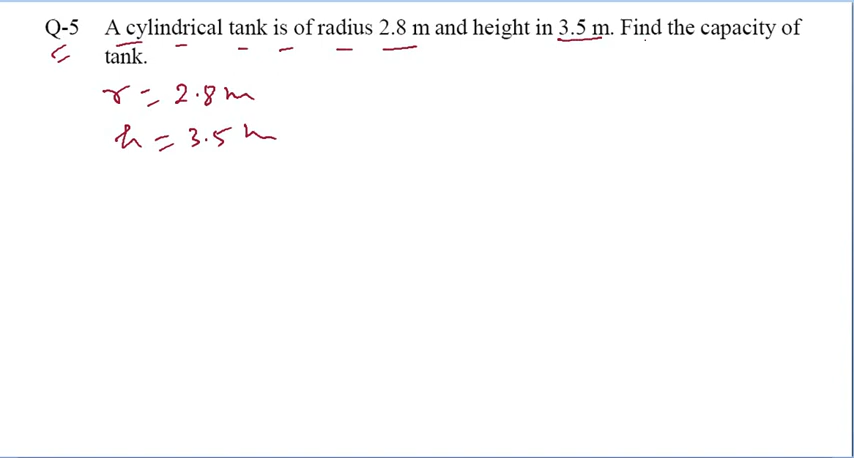 Q-5 A cylindrical tank is of radius 2.8 m and height in 3.5 m. Find the capacity of
tank.
r = 2.8 m
h = 3.5 m